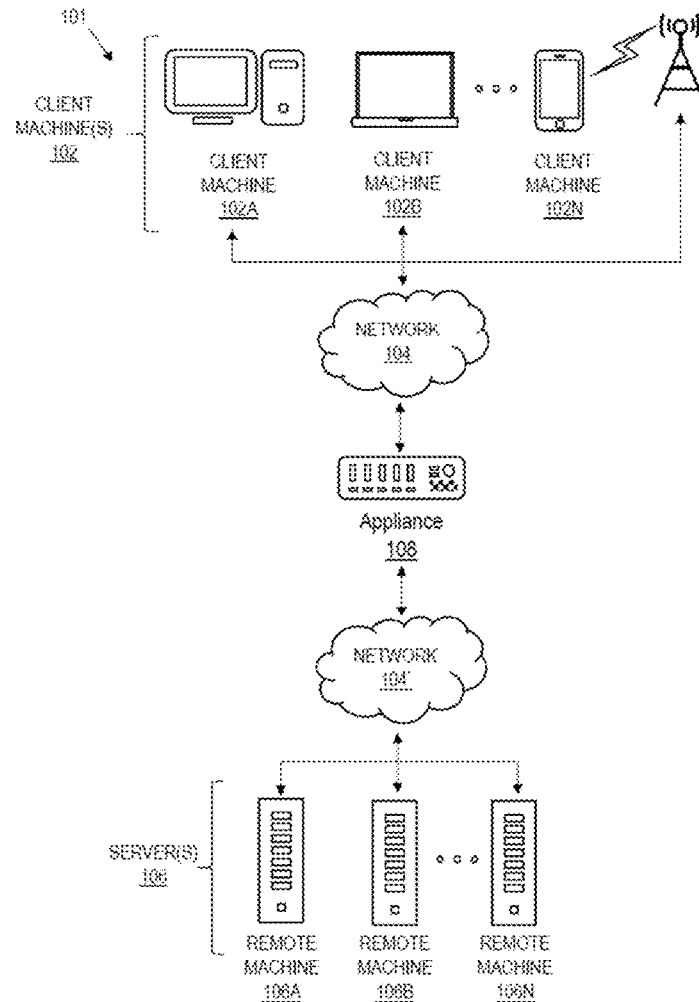 101
CLIENT
MACHINE(S)
102
CLIENT
MACHINE
102A
CLIENT
MACHINE
102B
CLIENT
MACHINE
102N
NETWORK
104
Appliance
108
NETWORK
104'
SERVER(S)
106
REMOTE
MACHINE
106A
REMOTE
MACHINE
106B
REMOTE
MACHINE
106N